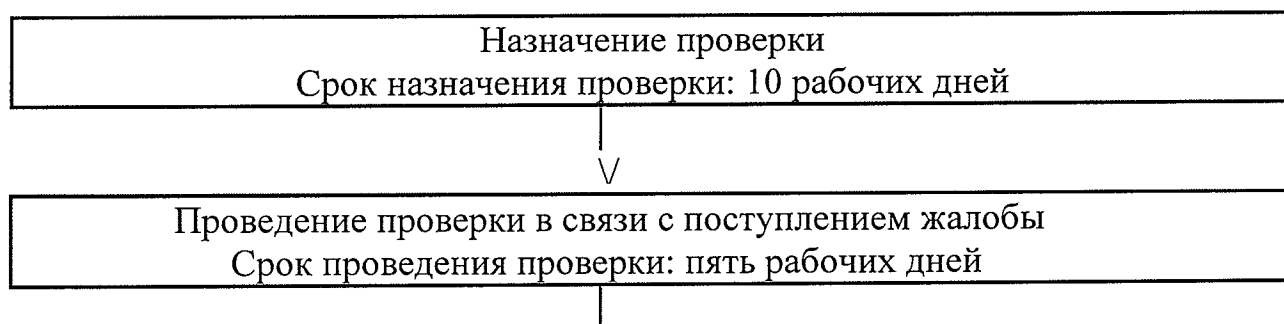 Назначение проверки
Срок назначения проверки: 10 рабочих дней
Проведение проверки в связи с поступлением жалобы
Срок проведения проверки: пять рабочих дней